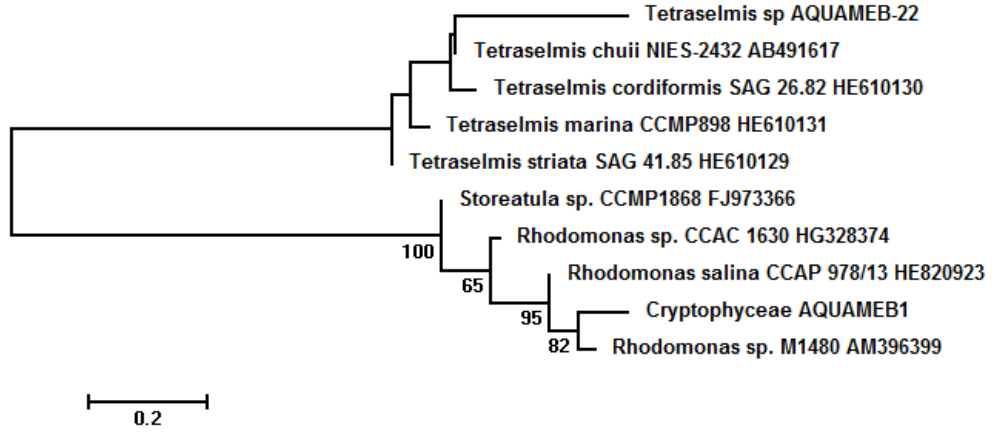 Tetraselmis sp AQUAMEB-22
Tetraselmis chuii NIES-2432 AB491617
Tetraselmis cordiformis SAG 26.82 HE610130
Tetraselmis marina CCMP898 HE610131
Tetraselmis striata SAG 41.85 HE610129
Storeatula sp. CCMP1868 FJ973366
Rhodomonas sp. CCAC 1630 HG328374
100
Rhodomonas salina CCAP 978/13 HE820923
65
Cryptophyceae AQUAMEB1
95
Rhodomonas sp. M1480 AM396399
82
0.2